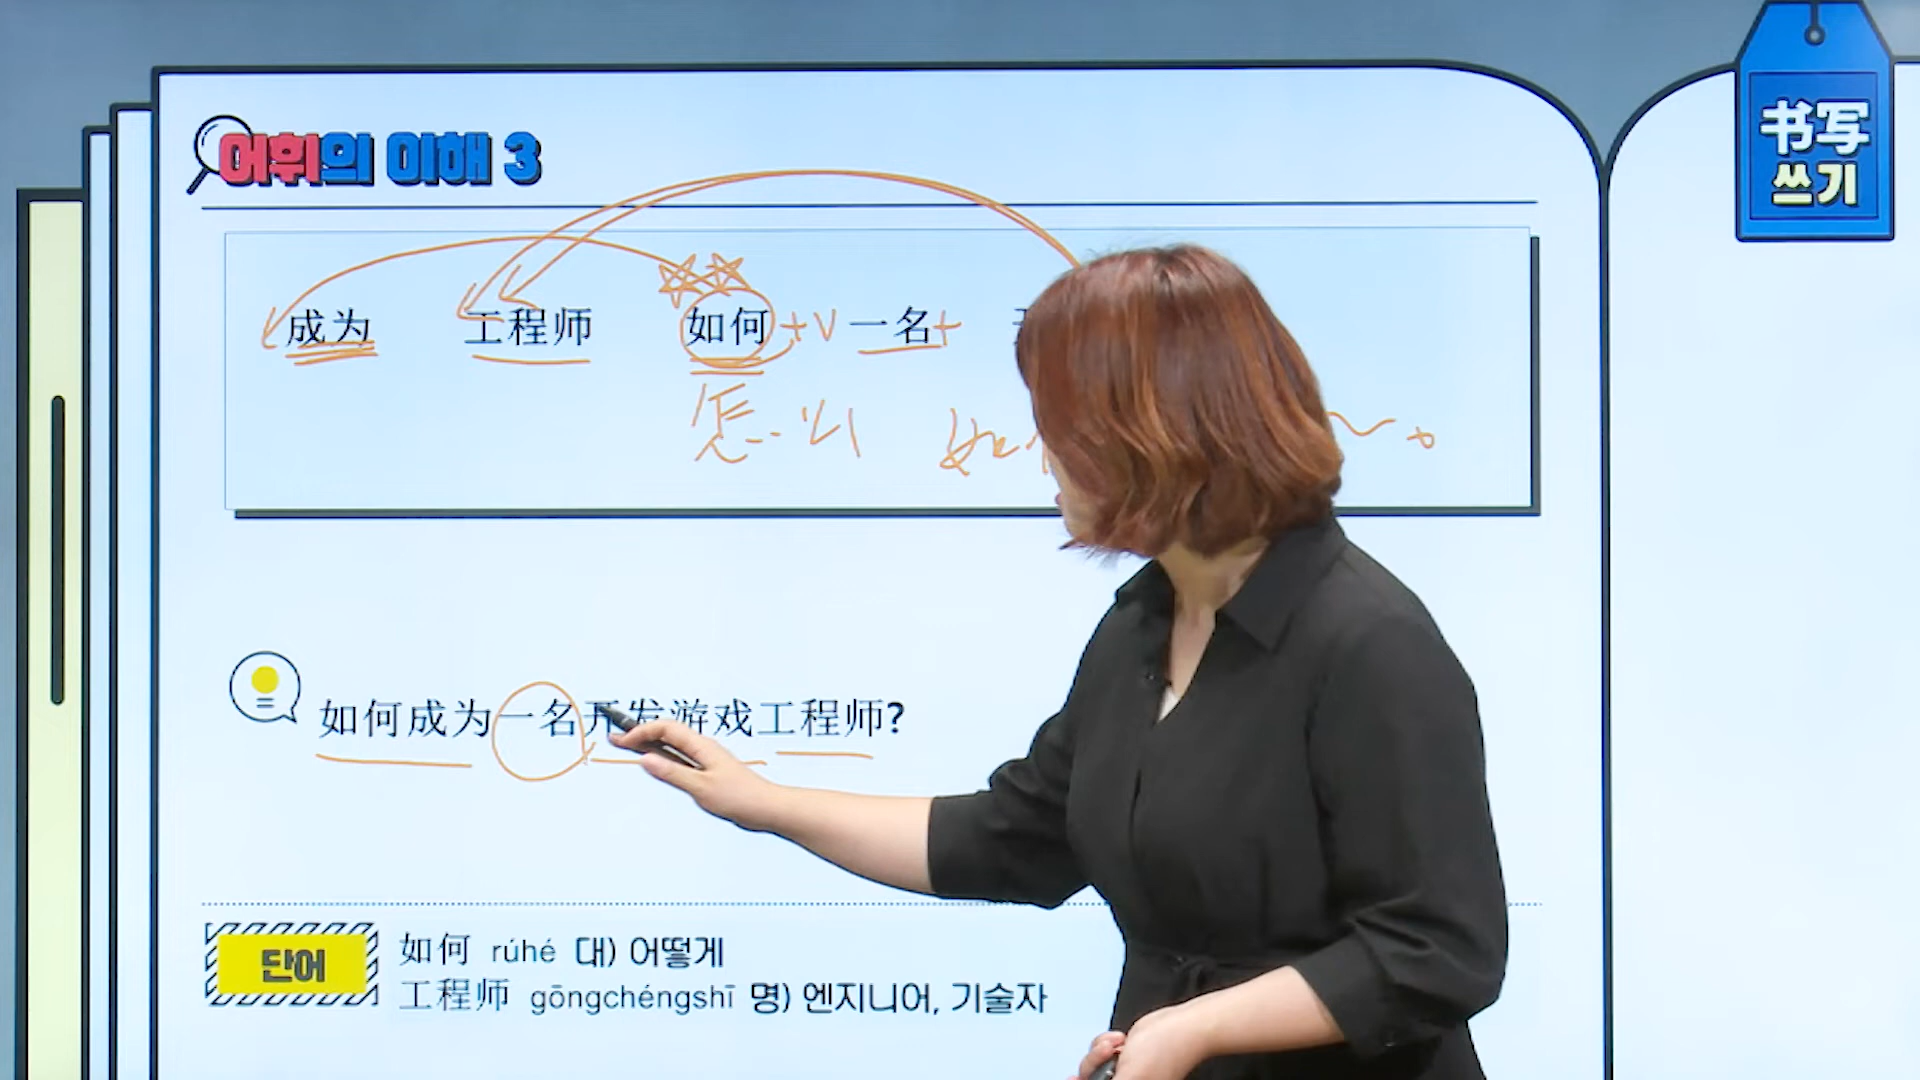 어휘의 이해 3
书写
쓰기
成为 工程师 如何 +V 一名+
怎么 如
如何成为一名开发游戏工程师?
단어
如何 rúhé 대) 어떻게
工程师 gōngchéngshī 명) 엔지니어, 기술자